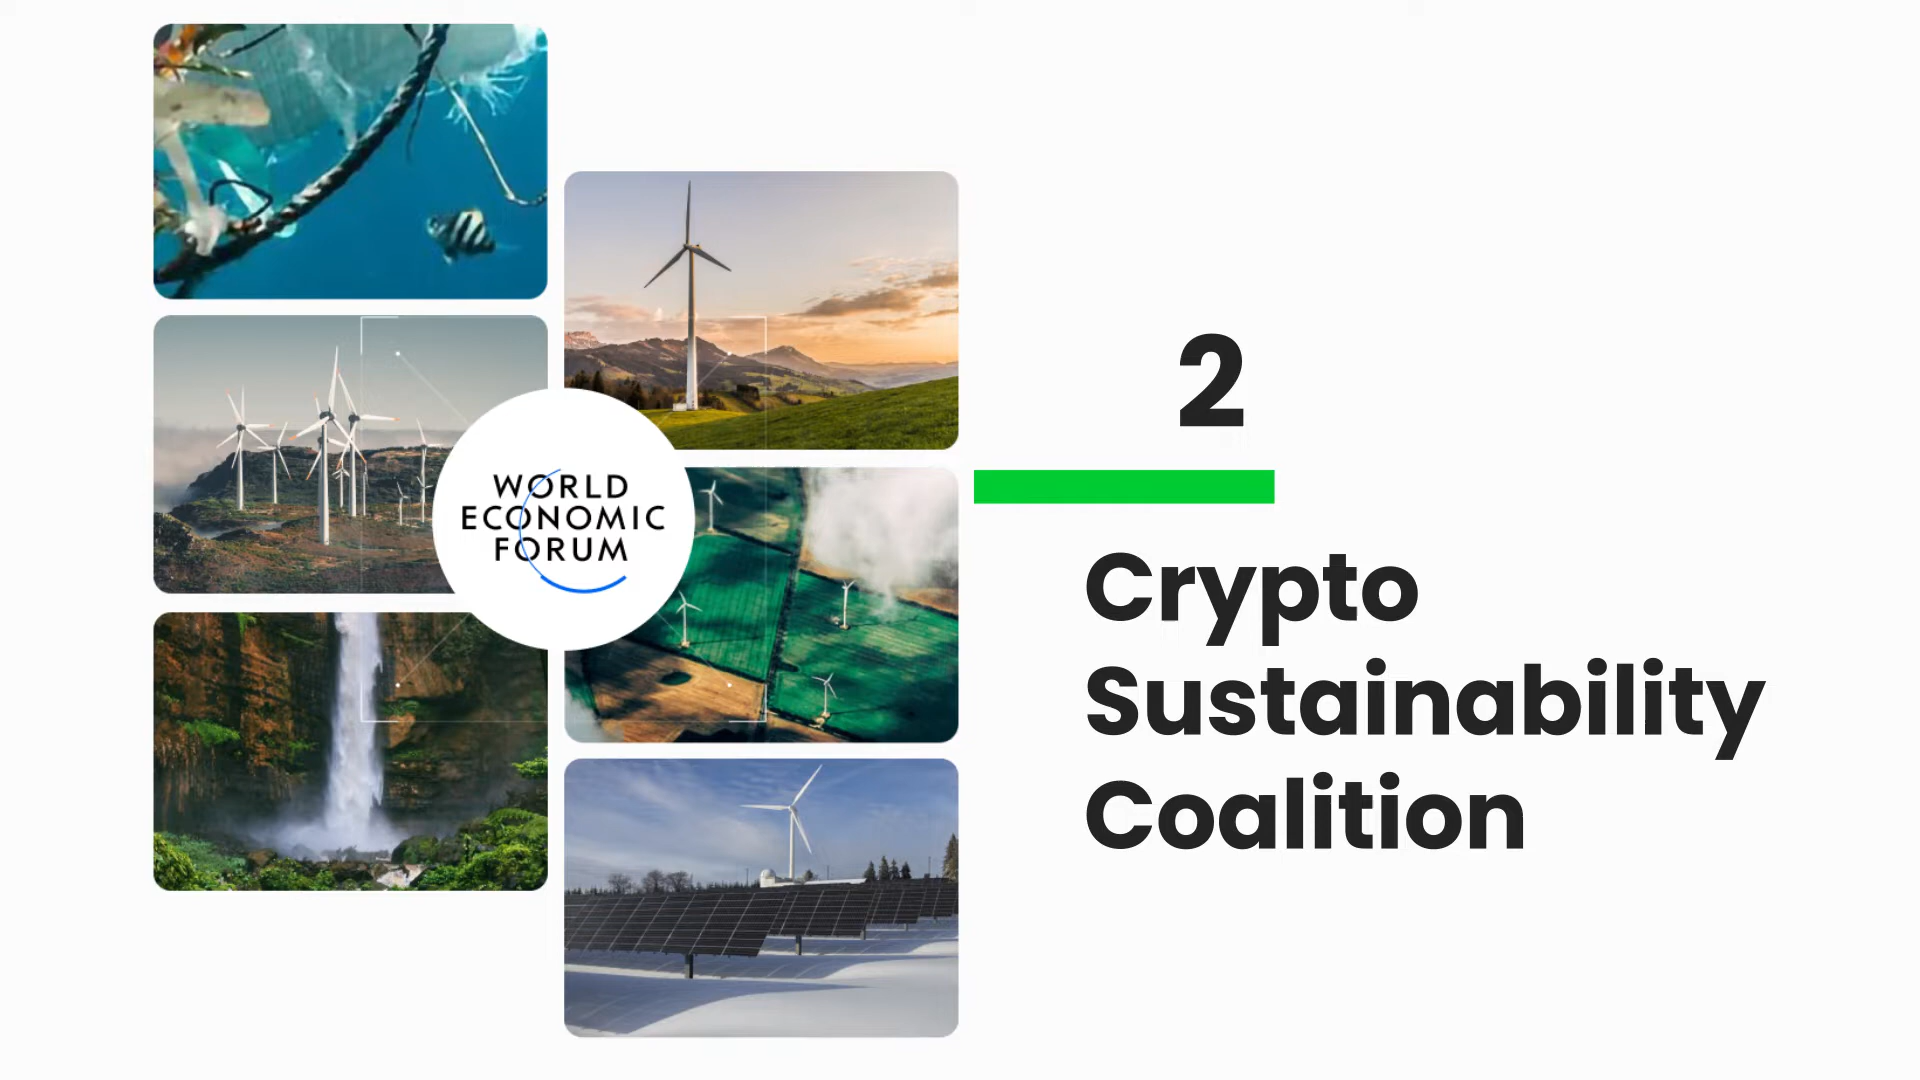 WORLD
ECONOMIC
FORUM
2
Crypto
Sustainability
Coalition